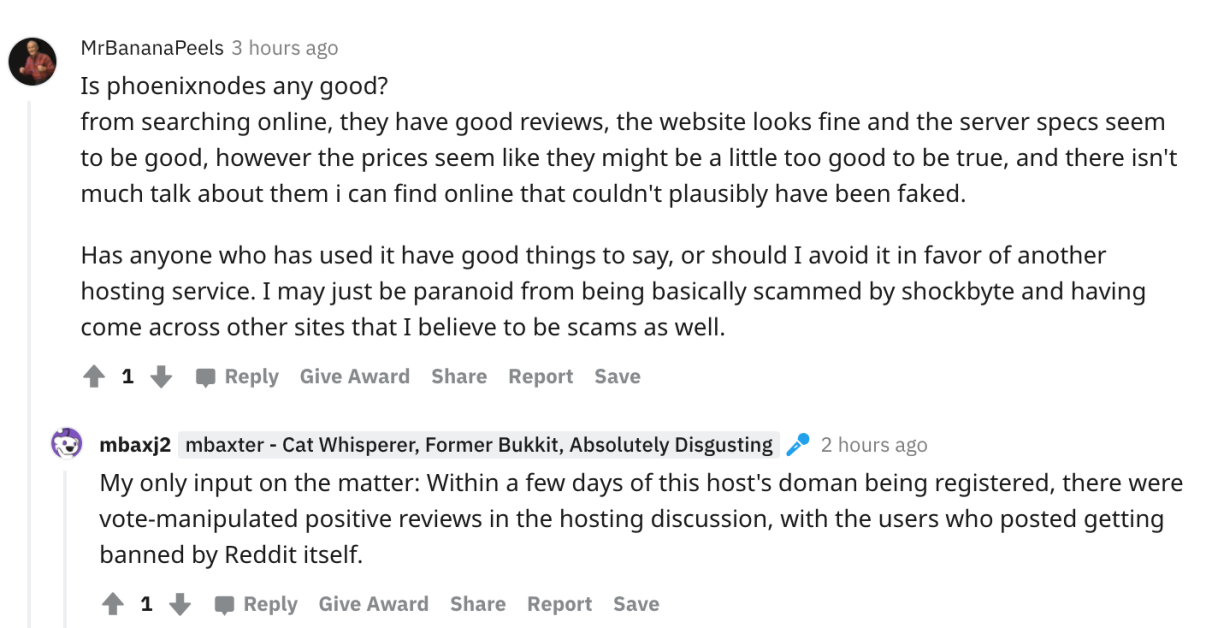 MrBananaPeels 3 hours ago
Is phoenixnodes any good?
from searching online, they have good reviews, the website looks fine and the server specs seem
to be good, however the prices seem like they might be a little too good to be true, and there isn't
much talk about them i can find online that couldn't plausibly have been faked.
Has anyone who has used it have good things to say, or should I avoid it in favor of another
hosting service. I may just be paranoid from being basically scammed by shockbyte and having
come across other sites that I believe to be scams as well.
1 Reply Give Award Share Report Save
mbaxj2 mbaxter - Cat Whisperer, Former Bukkit, Absolutely Disgusting 2 hours ago
My only input on the matter: Within a few days of this host's doman being registered, there were
vote-manipulated positive reviews in the hosting discussion, with the users who posted getting
banned by Reddit itself.
1 Reply Give Award Share Report Save